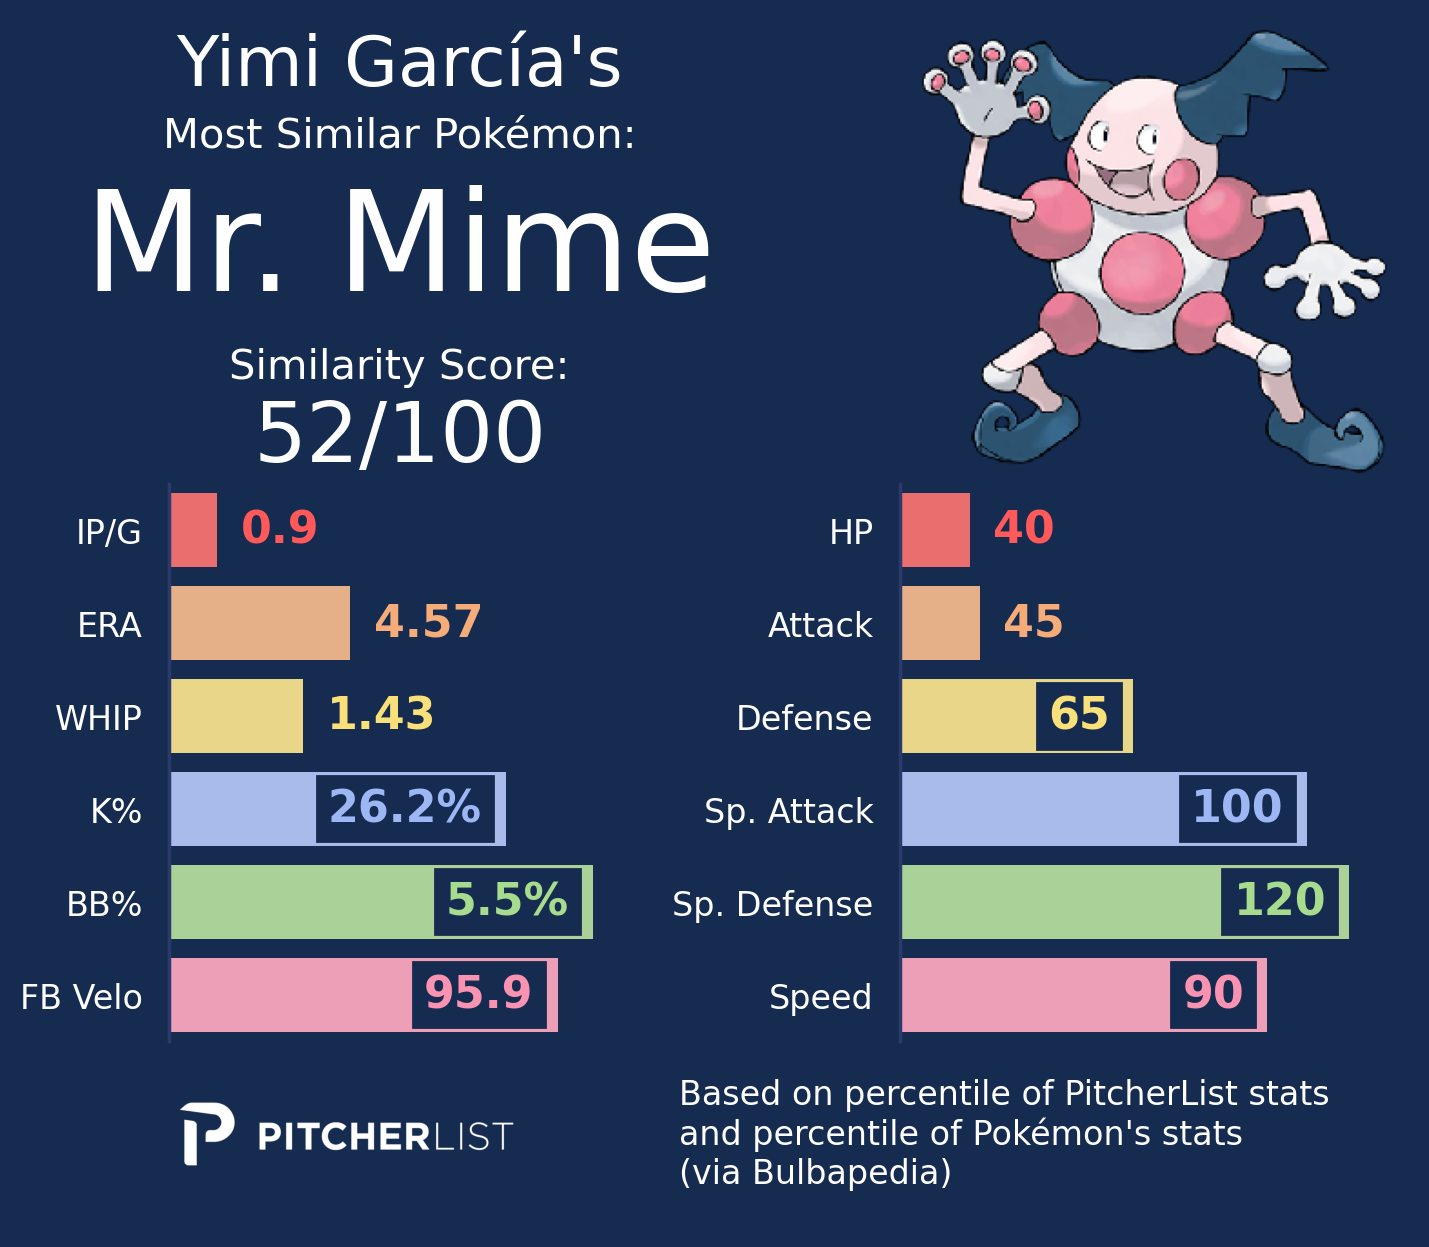 Yimi García's
Most Similar Pokémon:
Mr. Mime
Similarity Score:
52/100
IP/G 0.9
ERA 4.57
WHIP 1.43
K% 26.2%
BB% 5.5%
FB Velo 95.9
HP 40
Attack 45
Defense 65
Sp. Attack 100
Sp. Defense 120
Speed 90
PITCHERLIST
Based on percentile of PitcherList stats
and percentile of Pokémon's stats
(via Bulbapedia)